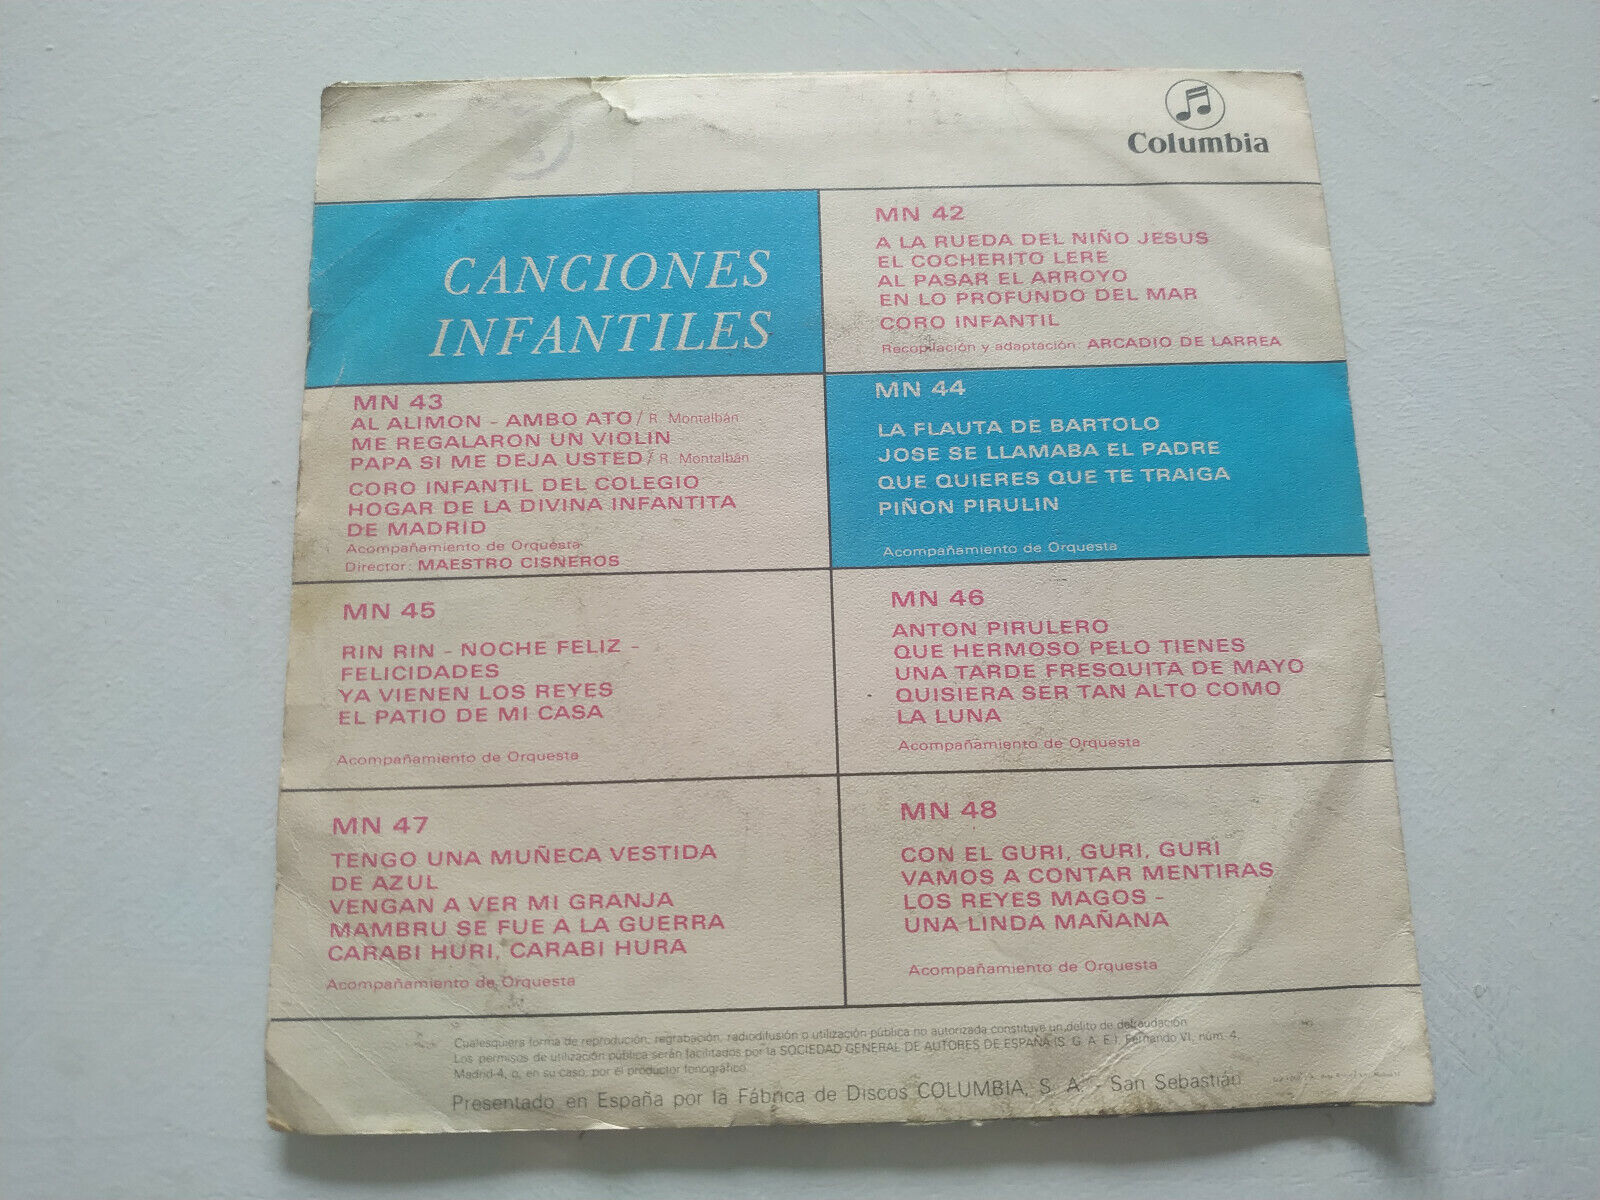 Columbia
CANCIONES
INFANTILES
MN 42
A LA RUEDA DEL NIÑO JESUS
EL COCHERITO LERE
AL PASAR EL ARROYO
EN LO PROFUNDO DEL MAR
CORO INFANTIL
Recopilación y adaptación: ARCADIO DE LARREA
MN 43
AL ALIMON - AMBO ATO / R. Montalbán
ME REGALARON UN VIOLIN
PAPA SI ME DEJA USTED / R. Montalbán
CORO INFANTIL DEL COLEGIO
HOGAR DE LA DIVINA INFANTITA
DE MADRID
Acompañamiento de Orquesta
Director: MAESTRO CISNEROS
MN 44
LA FLAUTA DE BARTOLO
JOSE SE LLAMABA EL PADRE
QUE QUIERES QUE TE TRAIGA
PIÑON PIRULIN
Acompañamiento de Orquesta
MN 45
RIN RIN - NOCHE FELIZ -
FELICIDADES
YA VIENEN LOS REYES
EL PATIO DE MI CASA
Acompañamiento de Orquesta
MN 46
ANTON PIRULERO
QUE HERMOSO PELO TIENES
UNA TARDE FRESQUITA DE MAYO
QUISIERA SER TAN ALTO COMO
LA LUNA
Acompañamiento de Orquesta
MN 47
TENGO UNA MUÑECA VESTIDA
DE AZUL
VENGAN A VER MI GRANJA
MAMBRU SE FUE A LA GUERRA
CARABI HURI, CARABI HURA
Acompañamiento de Orquesta
MN 48
CON EL GURI, GURI, GURI
VAMOS A CONTAR MENTIRAS
LOS REYES MAGOS -
UNA LINDA MAÑANA
Acompañamiento de Orquesta
Cualesquiera forma de reproducción, regrabación, radiodifusión o utilización pública no autorizada constituye un delito de defraudación
Los permisos de utilización pública serán facilitados por la SOCIEDAD GENERAL DE AUTORES DE ESPAÑA (S. G. A. E.). Fernando VI, núm. 4,
Madrid-4, o, en su caso, por el productor fonográfico
Presentado en España por la Fábrica de Discos COLUMBIA, S. A. - San Sebastián